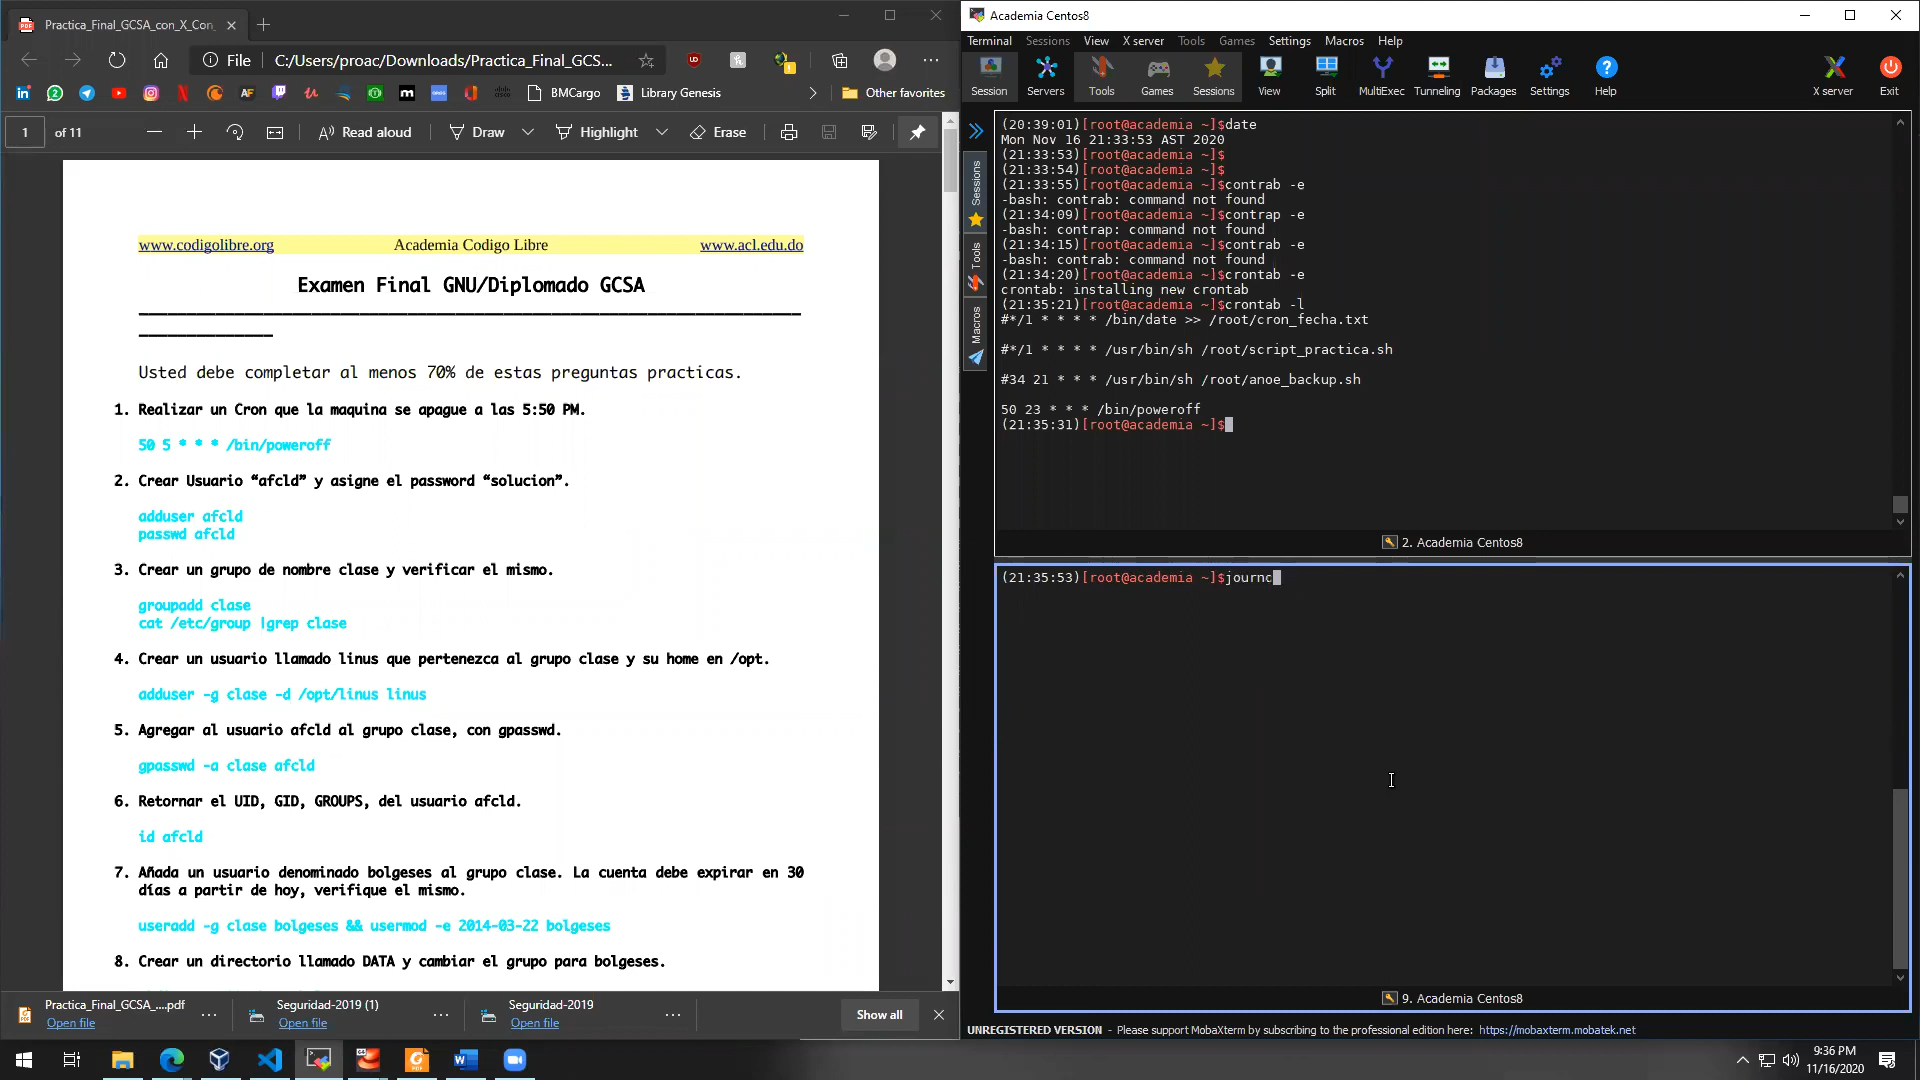 Practica_Final_GCSA_con_X_Con
File
C:/Users/proac/Downloads/Practica_Final_GCS...
BMCargo
Library Genesis
Other favorites
1
of 11
Read aloud
Draw
Highlight
Erase
www.codigolibre.org
Academia Codigo Libre
www.acl.edu.do
Examen Final GNU/Diplomado GCSA
Usted debe completar al menos 70% de estas preguntas practicas.
1. Realizar un Cron que la maquina se apague a las 5:50 PM.
50 5 * * * /bin/poweroff
2. Crear Usuario “afcld” y asigne el password “solucion”.
adduser afcld
passwd afcld
3. Crear un grupo de nombre clase y verificar el mismo.
groupadd clase
cat /etc/group |grep clase
4. Crear un usuario llamado linus que pertenezca al grupo clase y su home en /opt.
adduser -g clase -d /opt/linus linus
5. Agregar al usuario afcld al grupo clase, con gpasswd.
gpasswd -a clase afcld
6. Retornar el UID, GID, GROUPS, del usuario afcld.
id afcld
7. Añada un usuario denominado bolgeses al grupo clase. La cuenta debe expirar en 30
días a partir de hoy, verifique el mismo.
useradd -g clase bolgeses && usermod -e 2014-03-22 bolgeses
8. Crear un directorio llamado DATA y cambiar el grupo para bolgeses.
Practica_Final_GCSA_....pdf
Open file
Seguridad-2019 (1)
Open file
Seguridad-2019
Open file
Show all
Academia Centos8
Terminal
Sessions
View
X server
Tools
Games
Settings
Macros
Help
Session
Servers
Tools
Games
Sessions
View
Split
MultiExec
Tunneling
Packages
Settings
Help
X server
Exit
Sessions
Tools
Macros
(20:39:01)[root@academia ~]$date
Mon Nov 16 21:33:53 AST 2020
(21:33:53)[root@academia ~]$
(21:33:54)[root@academia ~]$
(21:33:55)[root@academia ~]$contrab -e
-bash: contrab: command not found
(21:34:09)[root@academia ~]$contrap -e
-bash: contrap: command not found
(21:34:15)[root@academia ~]$contrab -e
-bash: contrab: command not found
(21:34:20)[root@academia ~]$crontab -e
crontab: installing new crontab
(21:35:21)[root@academia ~]$crontab -l
#*/1 * * * * /bin/date >> /root/cron_fecha.txt
#*/1 * * * * /usr/bin/sh /root/script_practica.sh
#34 21 * * * /usr/bin/sh /root/anoe_backup.sh
50 23 * * * /bin/poweroff
(21:35:31)[root@academia ~]$
2. Academia Centos8
(21:35:53)[root@academia ~]$journc
9. Academia Centos8
UNREGISTERED VERSION - Please support MobaXterm by subscribing to the professional edition here: https://mobaxterm.mobatek.net
9:36 PM
11/16/2020